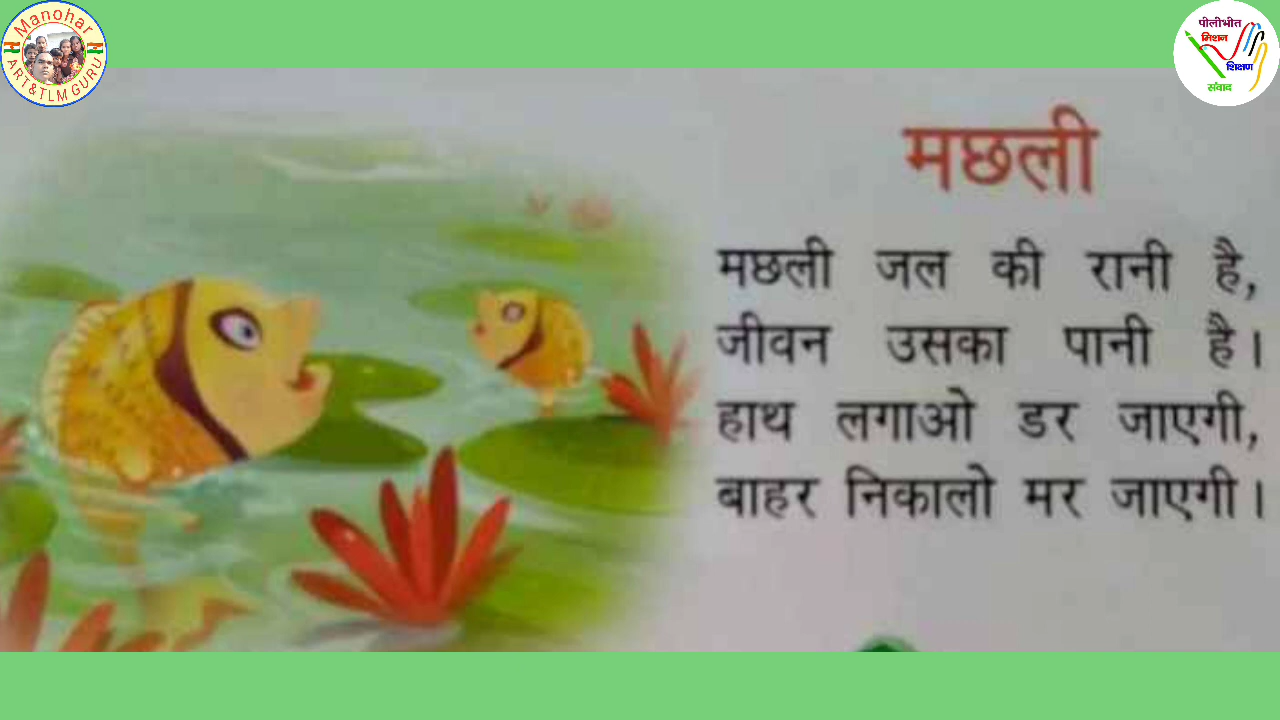 Manohar
ART&TLM GURU
पीलीभीत
मिशन
शिक्षण
संवाद
मछली
मछली जल की रानी है,
जीवन उसका पानी है।
हाथ लगाओ डर जाएगी,
बाहर निकालो मर जाएगी।